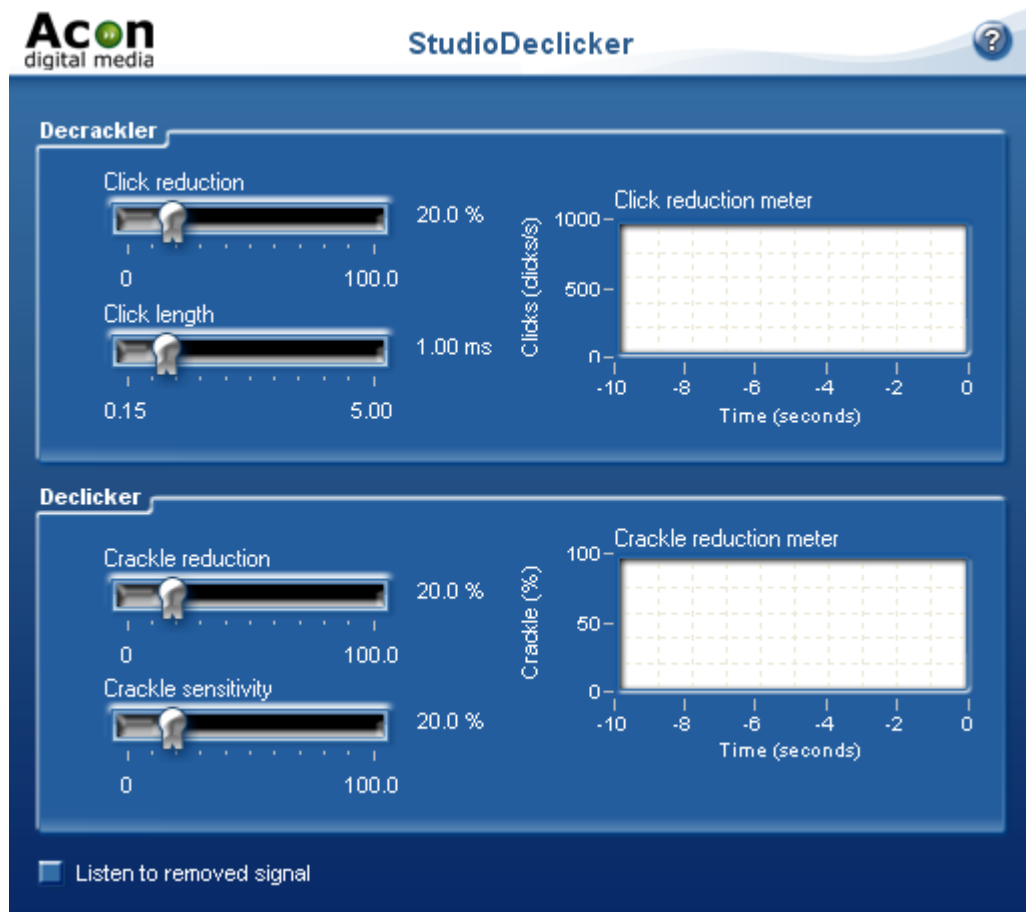 Acon
digital media
StudioDeclicker
?
Decrackler
Click reduction
20.0 %
0
100.0
Click length
1.00 ms
0.15
5.00
Click reduction meter
Clicks (clicks/s)
1000
500
0
-10 -8 -6 -4 -2 0
Time (seconds)
Declicker
Crackle reduction
20.0 %
0
100.0
Crackle sensitivity
20.0 %
0
100.0
Crackle reduction meter
Crackle (%)
100
50
0
-10 -8 -6 -4 -2 0
Time (seconds)
Listen to removed signal